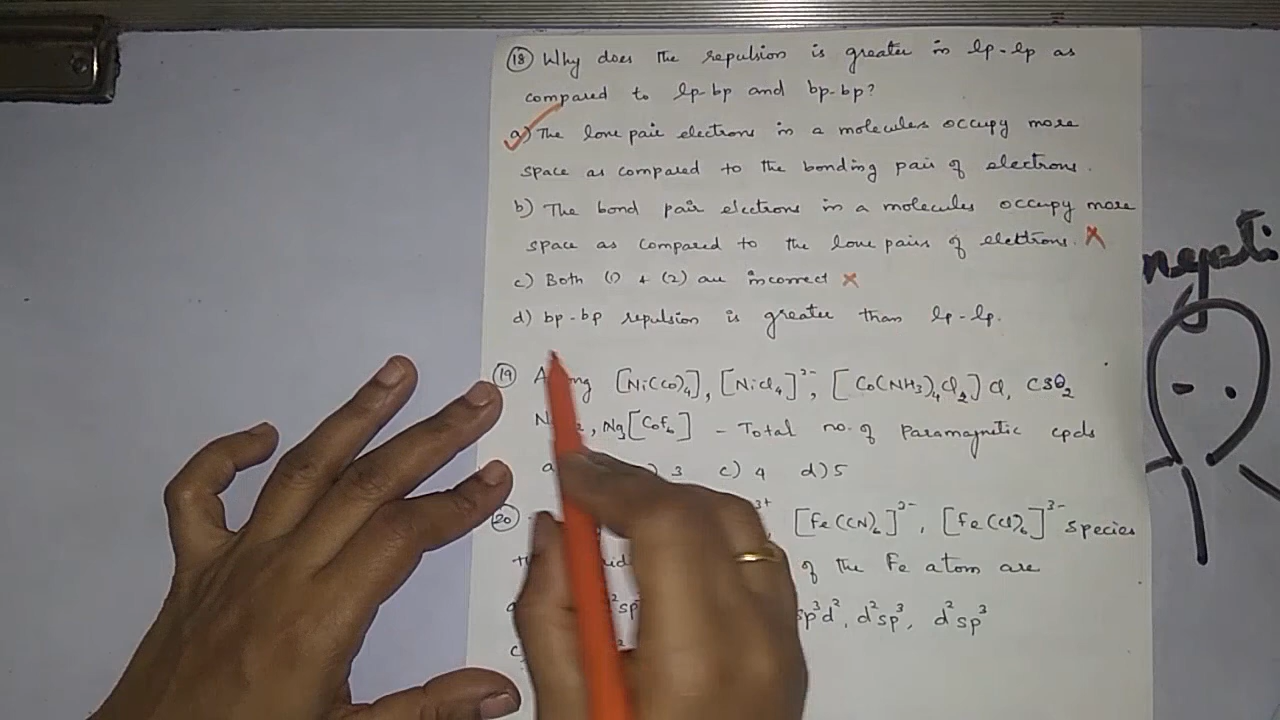 18 Why does the repulsion is greater in lp-lp as
compared to lp-bp and bp-bp?
a) The lone pair electrons in a molecules occupy more
space as compared to the bonding pair of electrons.
b) The bond pair electrons in a molecules occupy more
space as compared to the lone pairs of electrons. X
c) Both (1) & (2) are incorrect X
d) bp-bp repulsion is greater than lp-lp.
19 [Ni(CO)4], [NiCl4]2-, [Co(NH3)4Cl2]Cl,
[CoF6] - Total no. of Paramagnetic cpds
3 c) 4 d) 5
20 3+ [Fe(CN)6]3-, [Fe(Cl)6]3- species
of the Fe atom are
sp3d2, d2sp3, d2sp3
negati